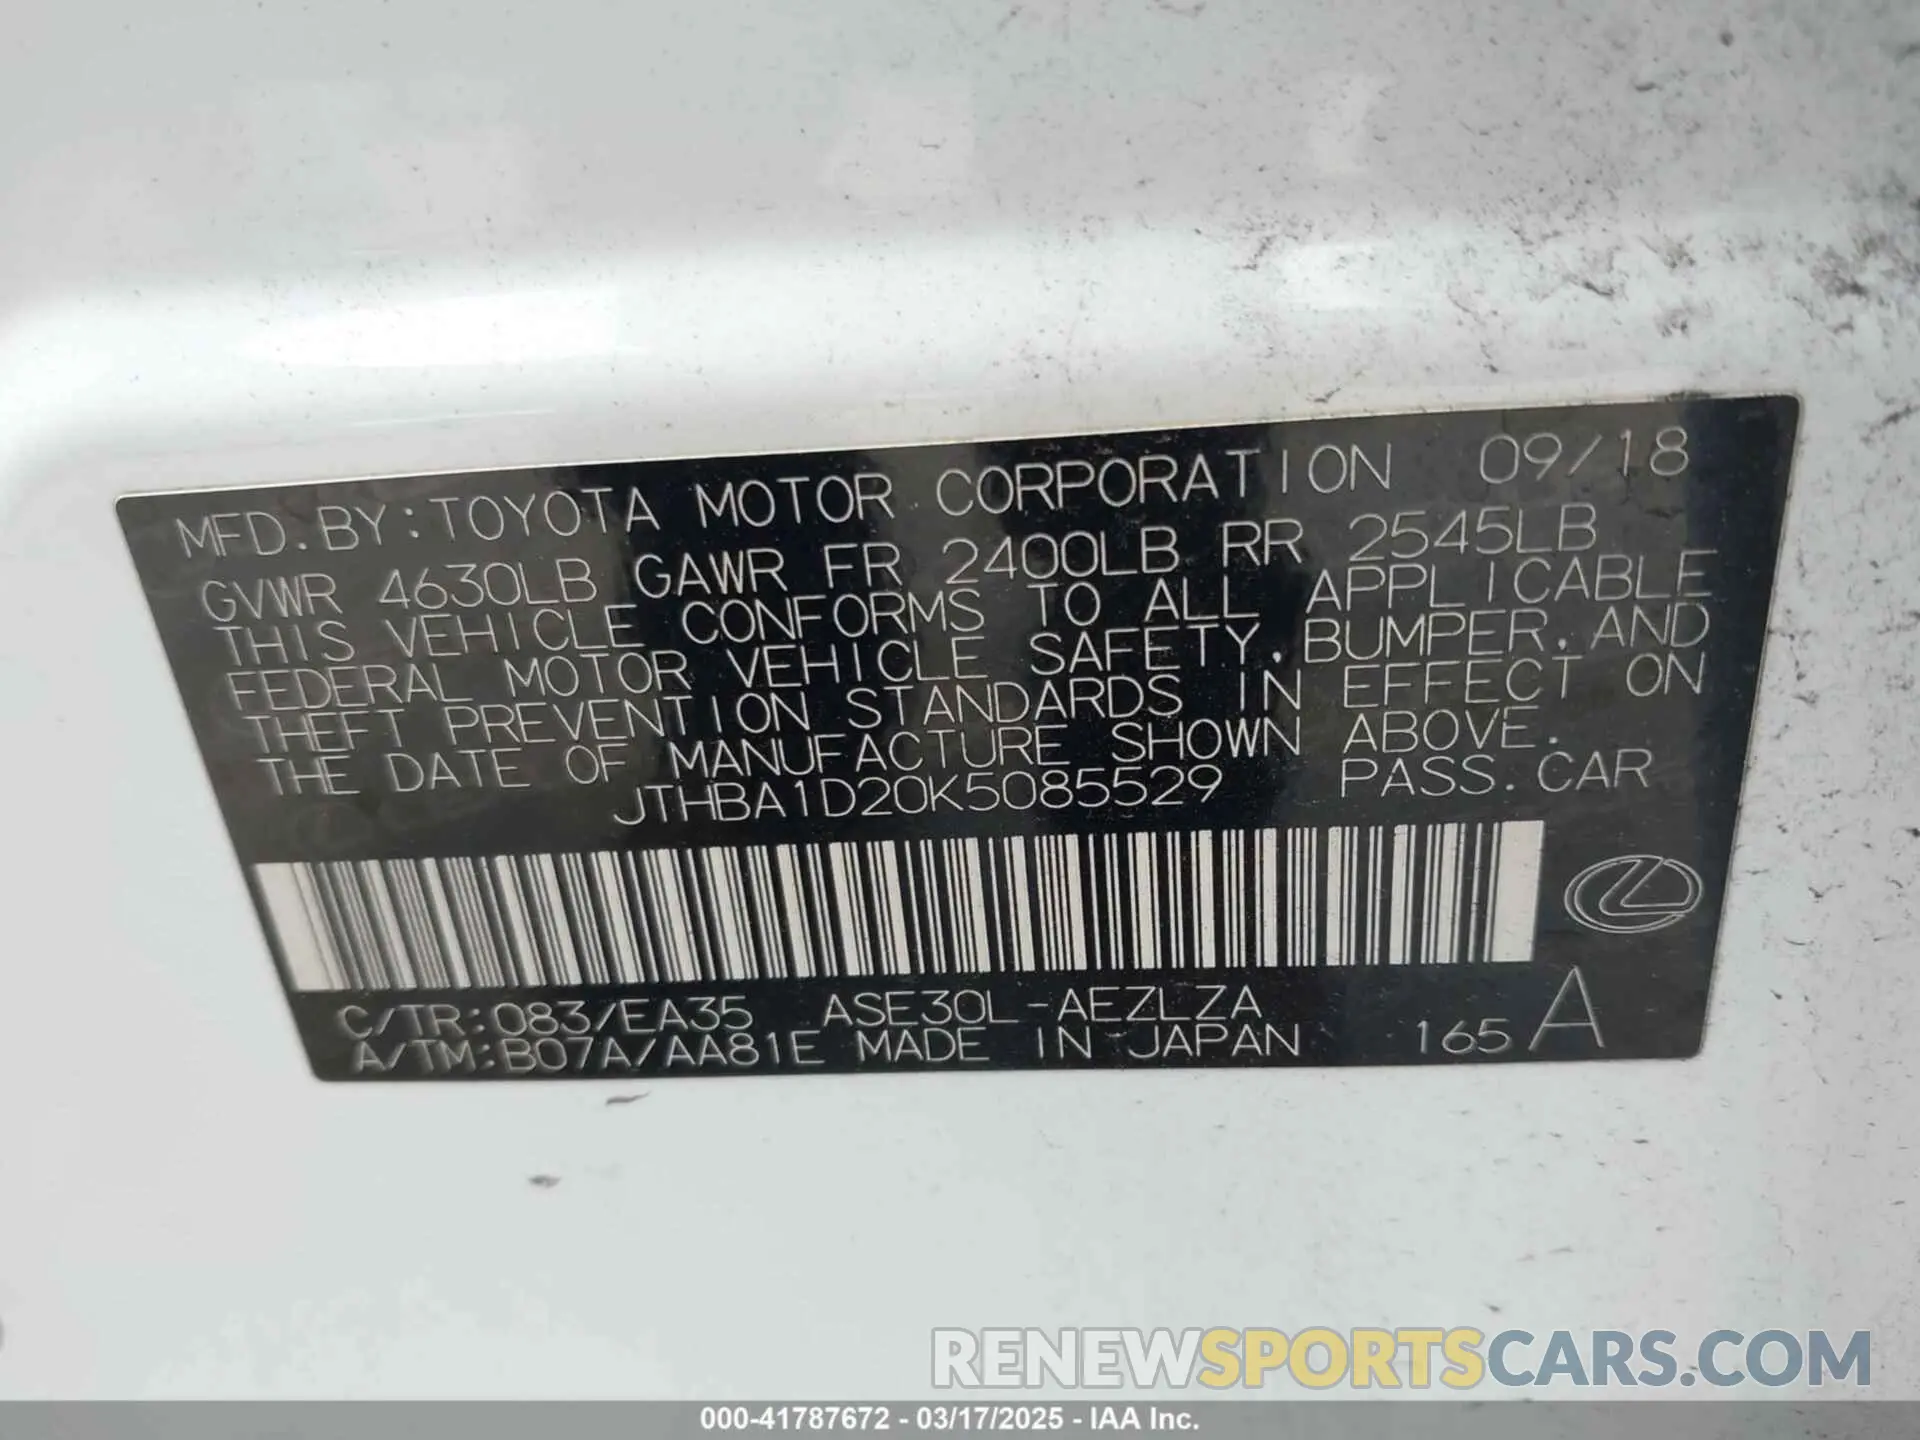 MFD. BY: TOYOTA MOTOR CORPORATION 09/18
GVWR 4630LB GAWR FR 2400LB RR 2545LB
THIS VEHICLE CONFORMS TO ALL APPLICABLE
FEDERAL MOTOR VEHICLE SAFETY, BUMPER, AND
THEFT PREVENTION STANDARDS IN EFFECT ON
THE DATE OF MANUFACTURE SHOWN ABOVE.
JTHBA1D20K5085529 PASS. CAR
C/TR: 083/EA35 ASE30L-AEZLZA
A/TM: B07A/AA81E MADE IN JAPAN 165 A
RENEWSPORTSCARS.COM
000-41787672 - 03/17/2025 - IAA Inc.